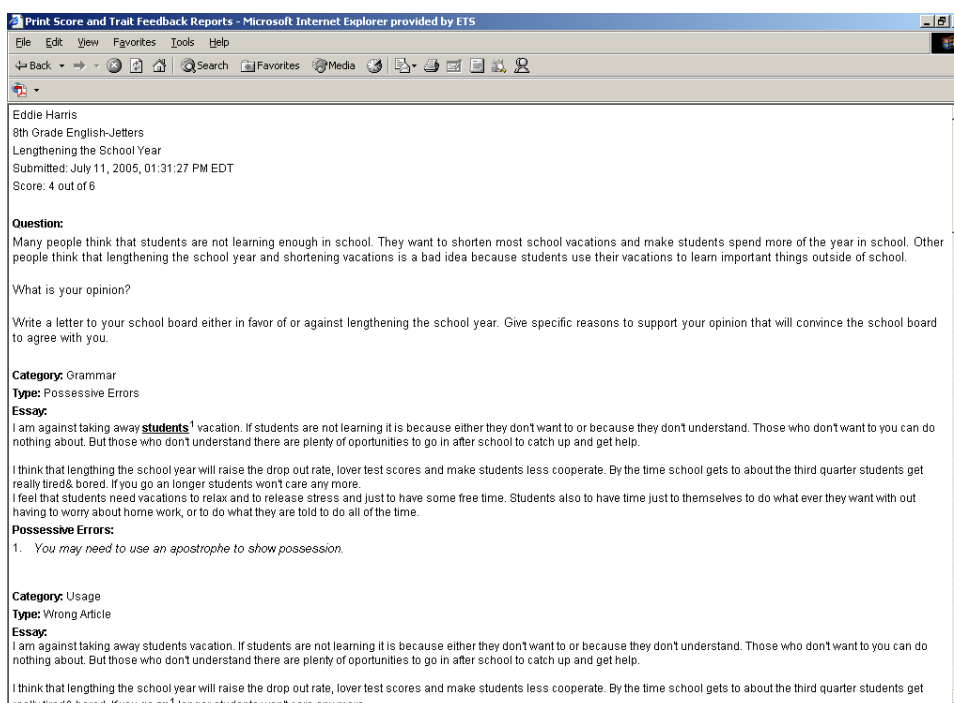 Print Score and Trait Feedback Reports - Microsoft Internet Explorer provided by ETS
File Edit View Favorites Tools Help
Back Search Favorites Media
Eddie Harris
8th Grade English-Jetters
Lengthening the School Year
Submitted: July 11, 2005, 01:31:27 PM EDT
Score: 4 out of 6
Question:
Many people think that students are not learning enough in school. They want to shorten most school vacations and make students spend more of the year in school. Other
people think that lengthening the school year and shortening vacations is a bad idea because students use their vacations to learn important things outside of school.
What is your opinion?
Write a letter to your school board either in favor of or against lengthening the school year. Give specific reasons to support your opinion that will convince the school board
to agree with you.
Category: Grammar
Type: Possessive Errors
Essay:
I am against taking away students¹ vacation. If students are not learning it is because either they don't want to or because they don't understand. Those who don't want to you can do
nothing about. But those who don't understand there are plenty of oportunities to go in after school to catch up and get help.
I think that lengthing the school year will raise the drop out rate, lover test scores and make students less cooperate. By the time school gets to about the third quarter students get
really tired& bored. If you go an longer students won't care any more.
I feel that students need vacations to relax and to release stress and just to have some free time. Students also to have time just to themselves to do what ever they want with out
having to worry about home work, or to do what they are told to do all of the time.
Possessive Errors:
1. You may need to use an apostrophe to show possession.
Category: Usage
Type: Wrong Article
Essay:
I am against taking away students vacation. If students are not learning it is because either they don't want to or because they don't understand. Those who don't want to you can do
nothing about. But those who don't understand there are plenty of oportunities to go in after school to catch up and get help.
I think that lengthing the school year will raise the drop out rate, lover test scores and make students less cooperate. By the time school gets to about the third quarter students get
really tired& bored. If you go an¹ longer students won't care any more.